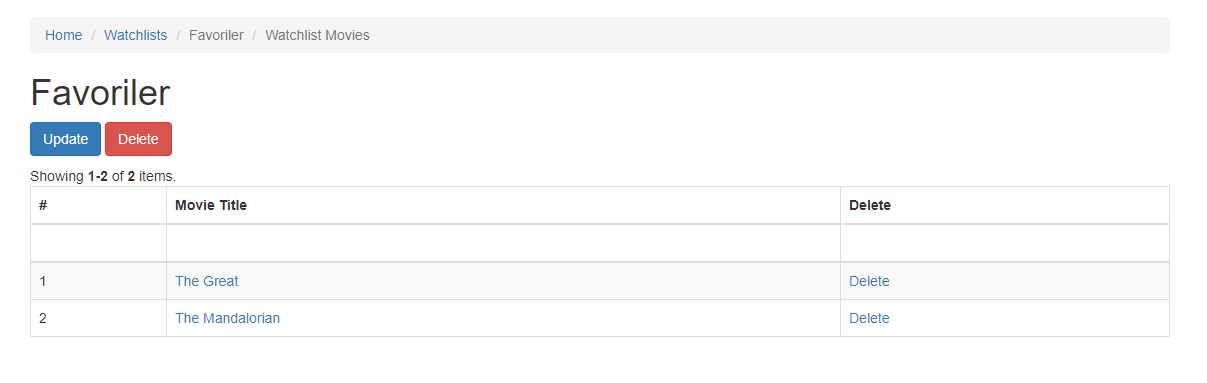 Home / Watchlists / Favoriler / Watchlist Movies
Favoriler
Update Delete
Showing 1-2 of 2 items.
# Movie Title Delete
1 The Great Delete
2 The Mandalorian Delete